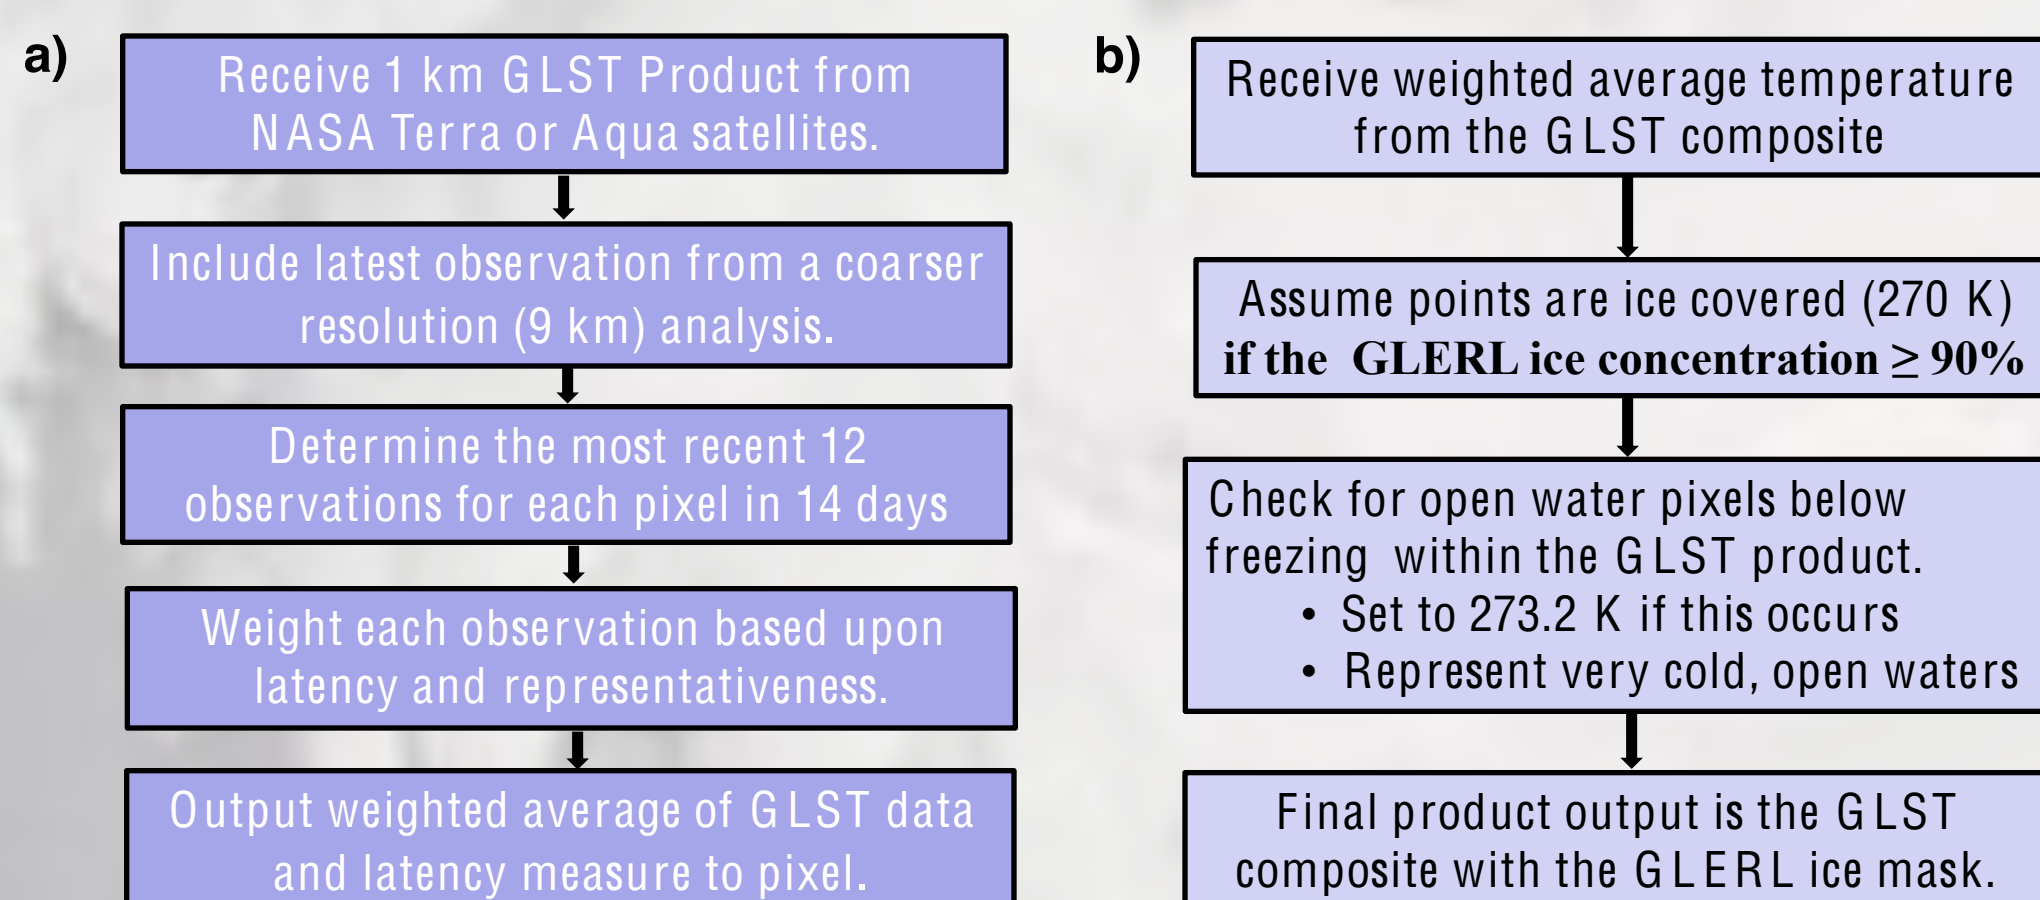 a)
Receive 1 km GLST Product from
NASA Terra or Aqua satellites.
Include latest observation from a coarser
resolution (9 km) analysis.
Determine the most recent 12
observations for each pixel in 14 days
Weight each observation based upon
latency and representativeness.
Output weighted average of GLST data
and latency measure to pixel.
b)
Receive weighted average temperature
from the GLST composite
Assume points are ice covered (270 K)
if the GLERL ice concentration ≥ 90%
Check for open water pixels below
freezing within the GLST product.
• Set to 273.2 K if this occurs
• Represent very cold, open waters
Final product output is the GLST
composite with the GLERL ice mask.